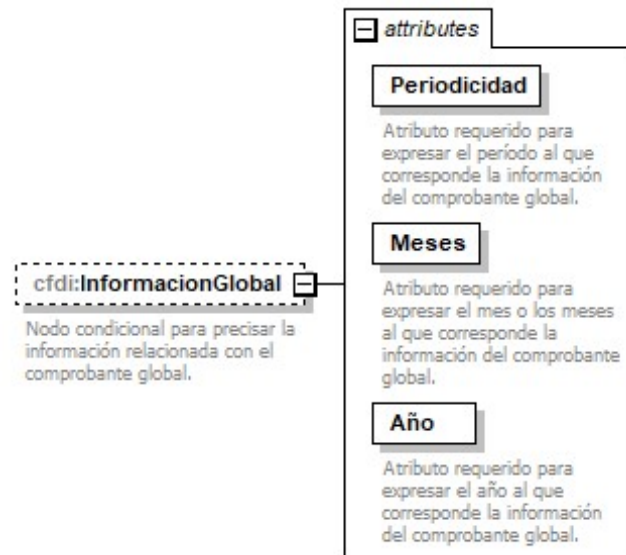 attributes
Periodicidad
Atributo requerido para
expresar el período al que
corresponde la información
del comprobante global.
Meses
Atributo requerido para
expresar el mes o los meses
al que corresponde la
información del comprobante
global.
cfdi:InformacionGlobal
Nodo condicional para precisar la
información relacionada con el
comprobante global.
Año
Atributo requerido para
expresar el año al que
corresponde la información
del comprobante global.